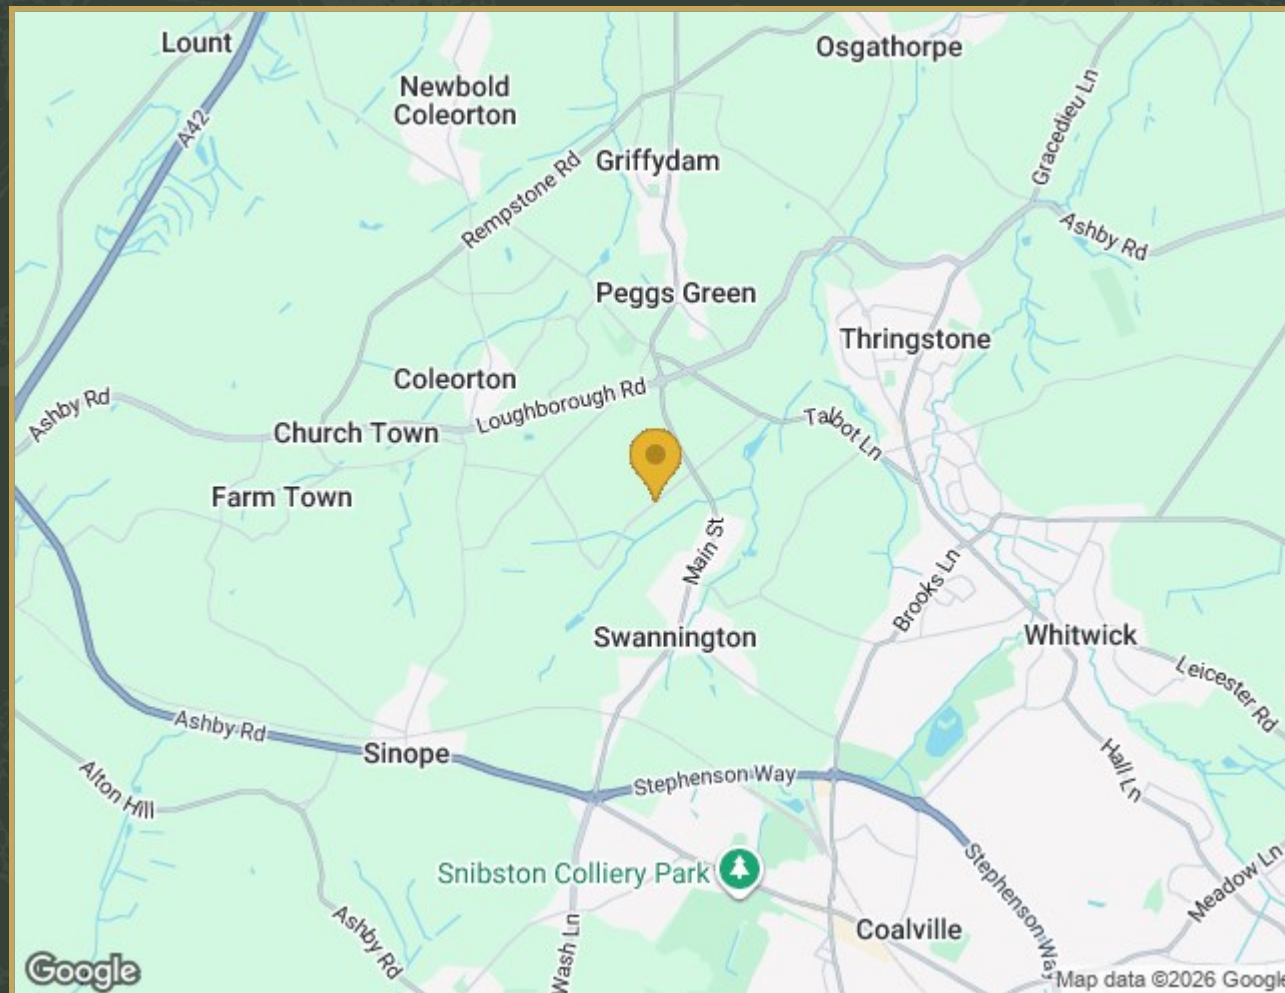 Lount
Osgathorpe
Newbold
Coleorton
A42
Gracedieu Ln
Griffydam
Rempstone Rd
Ashby Rd
Peggs Green
Thringstone
Coleorton
Ashby Rd
Loughborough Rd
Church Town
Talbot Ln
Farm Town
Main St
Brooks Ln
Swannington
Whitwick
Leicester Rd
Ashby Rd
Sinope
Stephenson Way
Hall Ln
Alton Hill
Snibston Colliery Park
Stephenson Way
Meadow Ln
Ashby Rd
Wash Ln
Coalville
Google
Map data ©2026 Google